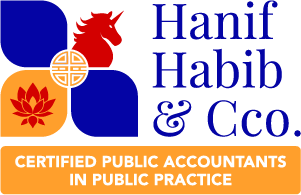 Hanif
Habib
& Cco.
CERTIFIED PUBLIC ACCOUNTANTS
IN PUBLIC PRACTICE